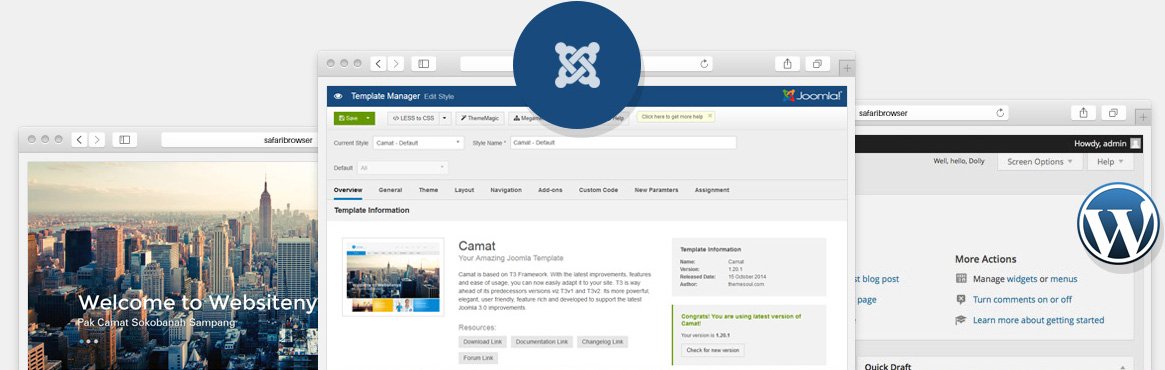 safaribrowser
Welcome to Websiteny
Pak Camat Sokobanah Sampang
Template Manager Edit Style
Joomla!
Save
</> LESS to CSS
ThemeMagic
Megame
Help
Click here to get more help
Current Style
Camat - Default
Style Name *
Camat - Default
Default
All
Overview
General
Theme
Layout
Navigation
Add-ons
Custom Code
New Paramters
Assignment
Template Information
Camat
Your Amazing Joomla Template
Camat is based on T3 Framework. With the latest improvements, features
and ease of usage, you can now easily adapt it to your site. T3 is way
ahead of its predecessors versions viz T3v1 and T3v2. Its more powerful,
elegant, user friendly, feature rich and developed to support the latest
Joomla 3.0 improvements
Resources:
Download Link
Documentation Link
Changelog Link
Forum Link
Template Information
Name: Camat
Version: 1.20.1
Released Date: 15 October 2014
Author: themesoul.com
Congrats! You are using latest version of
Camat!
Your version is 1.20.1
Check for new version
safaribrowser
Howdy, admin
Well, hello, Dolly
Screen Options
Help
W
More Actions
st blog post
Manage widgets or menus
page
Turn comments on or off
Learn more about getting started
Quick Draft